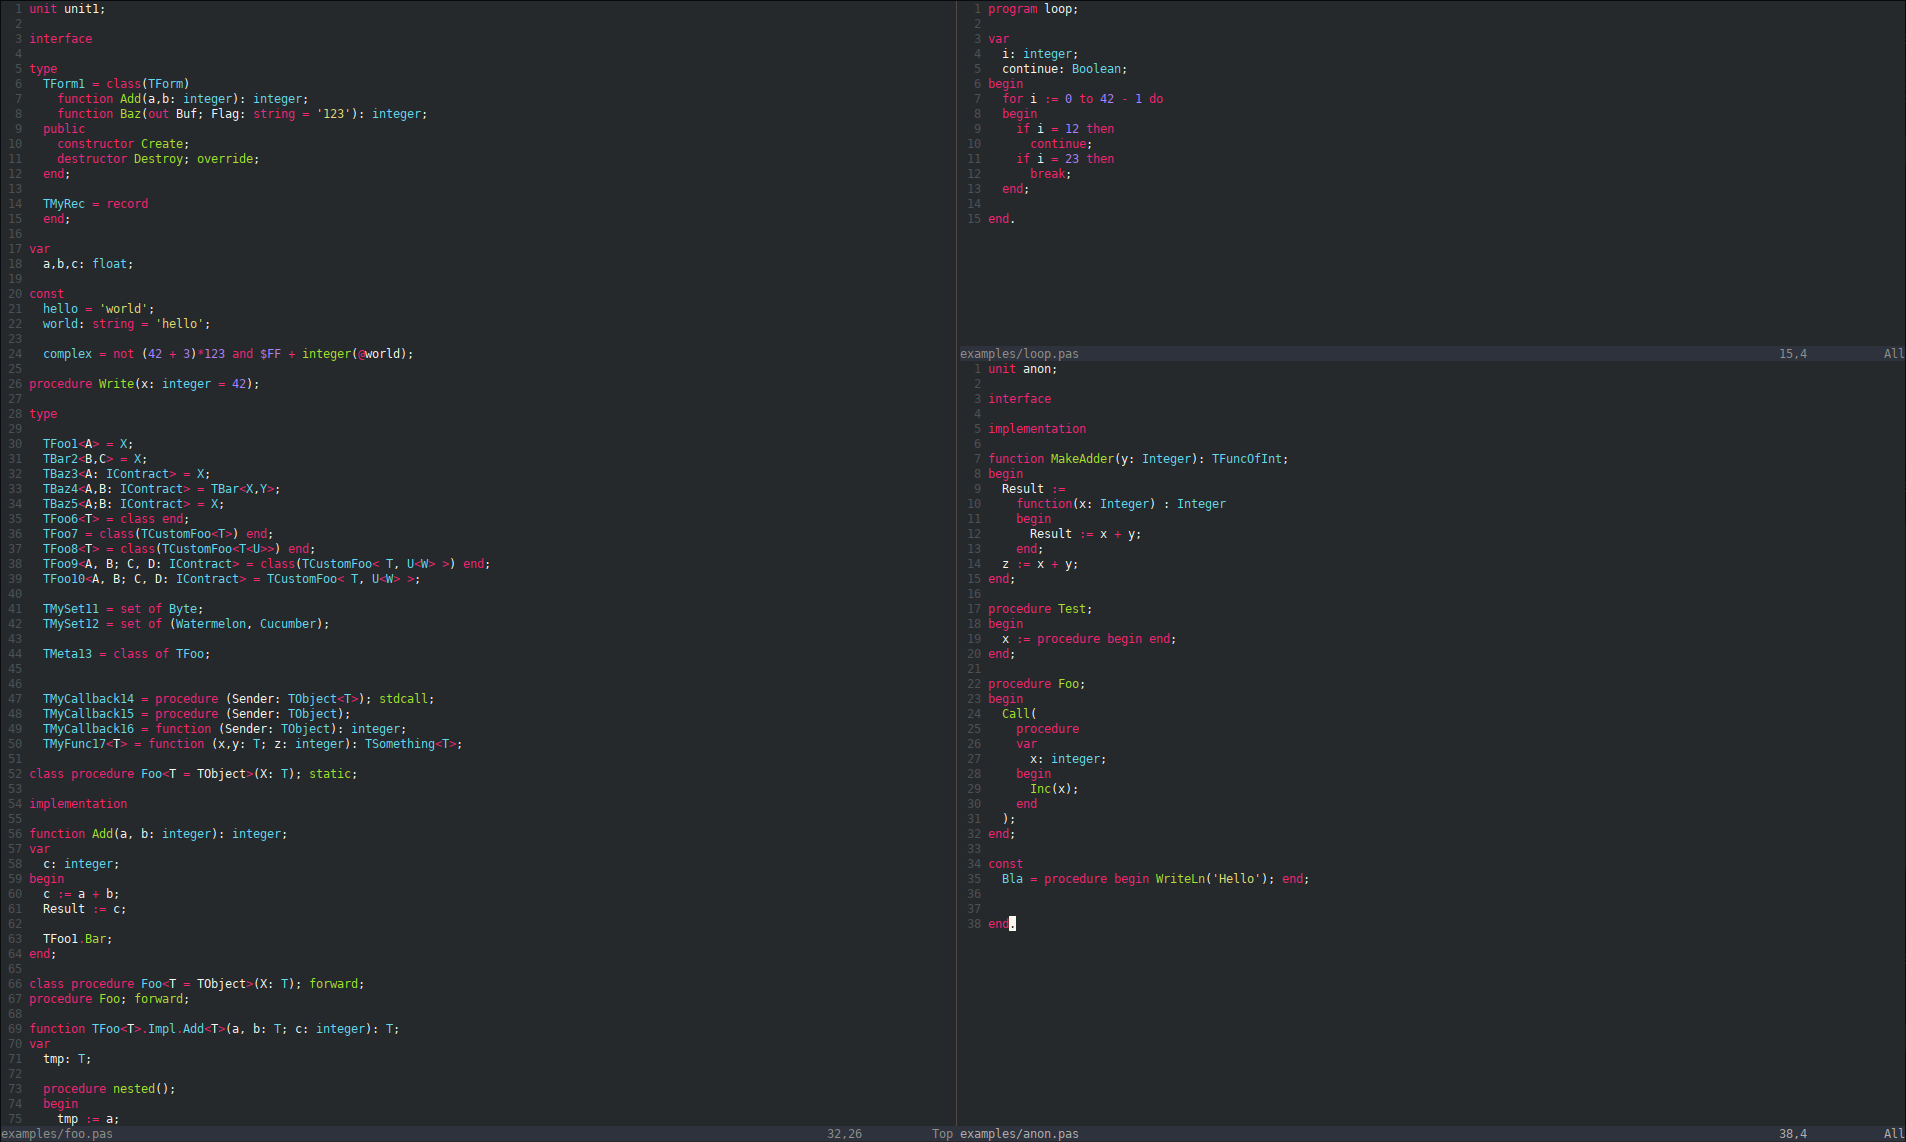 1 unit unit1;
2
3 interface
4
5 type
6   TForm1 = class(TForm)
7     function Add(a,b: integer): integer;
8     function Baz(out Buf; Flag: string = '123'): integer;
9   public
10     constructor Create;
11     destructor Destroy; override;
12   end;
13
14   TMyRec = record
15   end;
16
17 var
18   a,b,c: float;
19
20 const
21   hello = 'world';
22   world: string = 'hello';
23
24   complex = not (42 + 3)*123 and $FF + integer(@world);
25
26 procedure Write(x: integer = 42);
27
28 type
29
30   TFoo1<A> = X;
31   TBar2<B,C> = X;
32   TBaz3<A: IContract> = X;
33   TBaz4<A,B: IContract> = TBar<X,Y>;
34   TBaz5<A;B: IContract> = X;
35   TFoo6<T> = class end;
36   TFoo7 = class(TCustomFoo<T>) end;
37   TFoo8<T> = class(TCustomFoo<T<U>>) end;
38   TFoo9<A, B; C, D: IContract> = class(TCustomFoo< T, U<W> >) end;
39   TFoo10<A, B; C, D: IContract> = TCustomFoo< T, U<W> >;
40
41   TMySet11 = set of Byte;
42   TMySet12 = set of (Watermelon, Cucumber);
43
44   TMeta13 = class of TFoo;
45
46
47   TMyCallback14 = procedure (Sender: TObject<T>); stdcall;
48   TMyCallback15 = procedure (Sender: TObject);
49   TMyCallback16 = function (Sender: TObject): integer;
50   TMyFunc17<T> = function (x,y: T; z: integer): TSomething<T>;
51
52 class procedure Foo<T = TObject>(X: T); static;
53
54 implementation
55
56 function Add(a, b: integer): integer;
57 var
58   c: integer;
59 begin
60   c := a + b;
61   Result := c;
62
63   TFoo1.Bar;
64 end;
65
66 class procedure Foo<T = TObject>(X: T); forward;
67 procedure Foo; forward;
68
69 function TFoo<T>.Impl.Add<T>(a, b: T; c: integer): T;
70 var
71   tmp: T;
72
73   procedure nested();
74   begin
75     tmp := a;
examples/foo.pas 32,26 Top
1 program loop;
2
3 var
4   i: integer;
5   continue: Boolean;
6 begin
7   for i := 0 to 42 - 1 do
8   begin
9     if i = 12 then
10       continue;
11     if i = 23 then
12       break;
13   end;
14
15 end.
examples/loop.pas 15,4 All
1 unit anon;
2
3 interface
4
5 implementation
6
7 function MakeAdder(y: Integer): TFuncOfInt;
8 begin
9   Result :=
10     function(x: Integer) : Integer
11     begin
12       Result := x + y;
13     end;
14   z := x + y;
15 end;
16
17 procedure Test;
18 begin
19   x := procedure begin end;
20 end;
21
22 procedure Foo;
23 begin
24   Call(
25     procedure
26     var
27       x: integer;
28     begin
29       Inc(x);
30     end
31   );
32 end;
33
34 const
35   Bla = procedure begin WriteLn('Hello'); end;
36
37
38 end.
examples/anon.pas 38,4 All